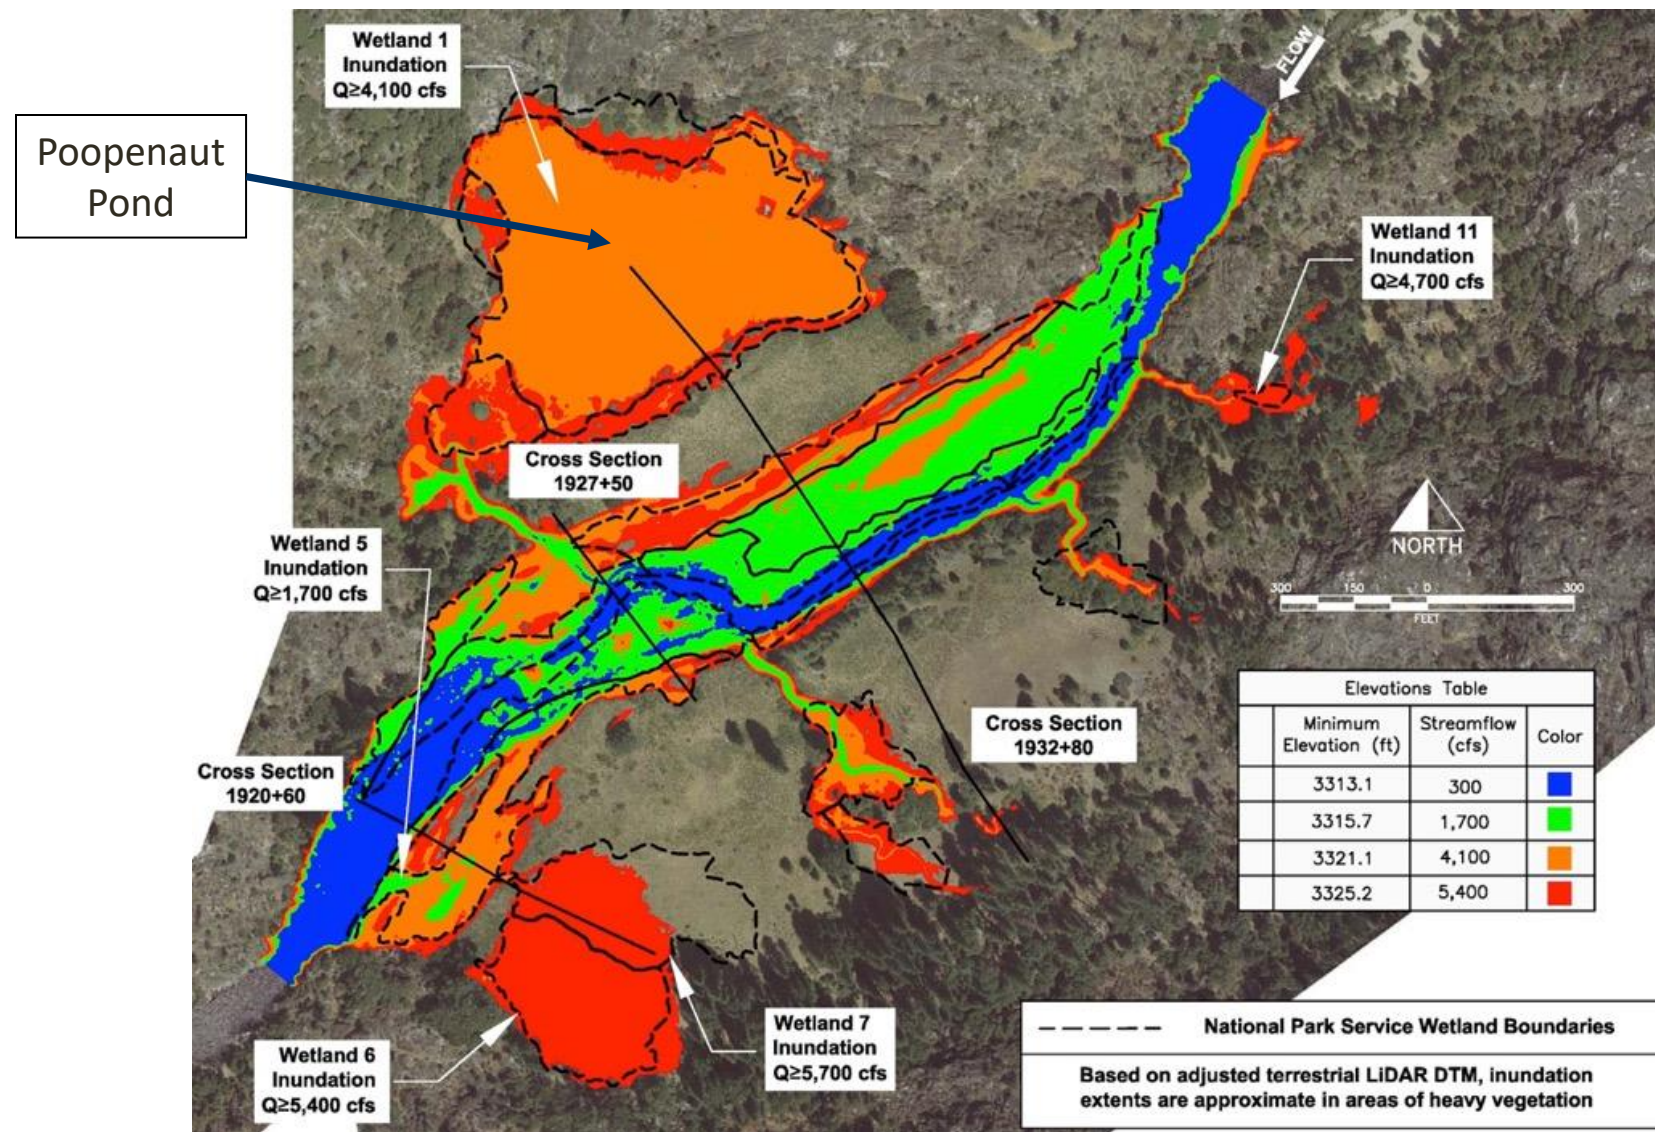 Wetland 1
Inundation
Q≥4,100 cfs
FLOW
Poopenaut
Pond
Wetland 11
Inundation
Q≥4,700 cfs
Cross Section
1927+50
Wetland 5
Inundation
Q≥1,700 cfs
NORTH
300 150 0 300
FEET
Cross Section
1932+80
Cross Section
1920+60
Elevations Table
Minimum Elevation (ft) Streamflow (cfs) Color
3313.1 300
3315.7 1,700
3321.1 4,100
3325.2 5,400
Wetland 7
Inundation
Q≥5,700 cfs
Wetland 6
Inundation
Q≥5,400 cfs
National Park Service Wetland Boundaries
Based on adjusted terrestrial LiDAR DTM, inundation
extents are approximate in areas of heavy vegetation